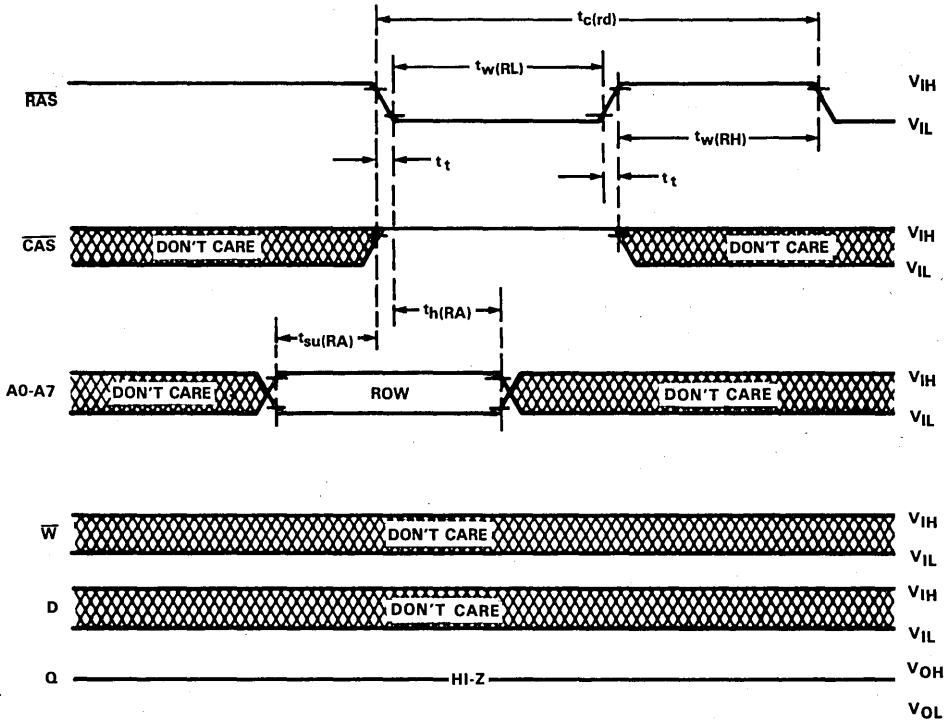 tc(rd)
tw(RL)
RAS
VIH
VIL
tw(RH)
tt
tt
CAS
DON'T CARE
DON'T CARE
VIH
VIL
th(RA)
tsu(RA)
A0-A7
DON'T CARE
ROW
DON'T CARE
VIH
VIL
W
DON'T CARE
VIH
VIL
D
DON'T CARE
VIH
VIL
Q
HI-Z
VOH
VOL